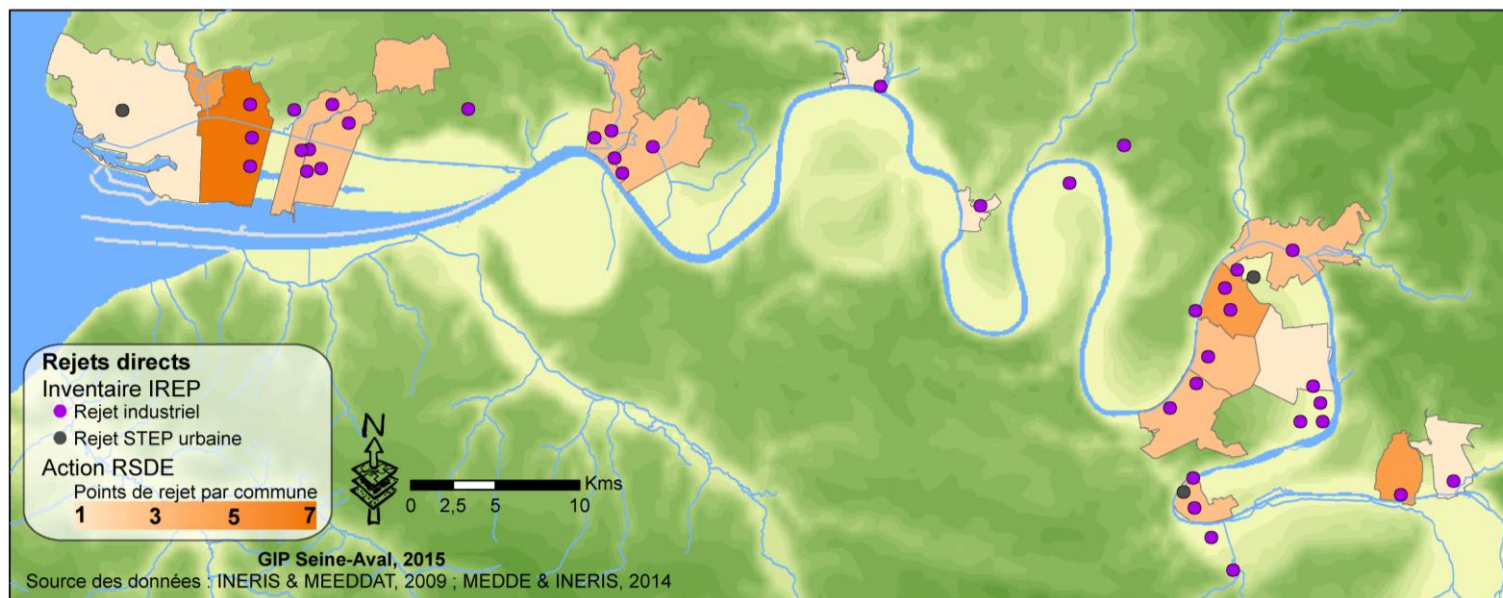 Rejets directs
Inventaire IREP
Rejet industriel
Rejet STEP urbaine
Action RSDE
Points de rejet par commune
1 3 5 7
N
Kms
0 2,5 5 10
GIP Seine-Aval, 2015
Source des données : INERIS & MEEDDAT, 2009 ; MEDDE & INERIS, 2014